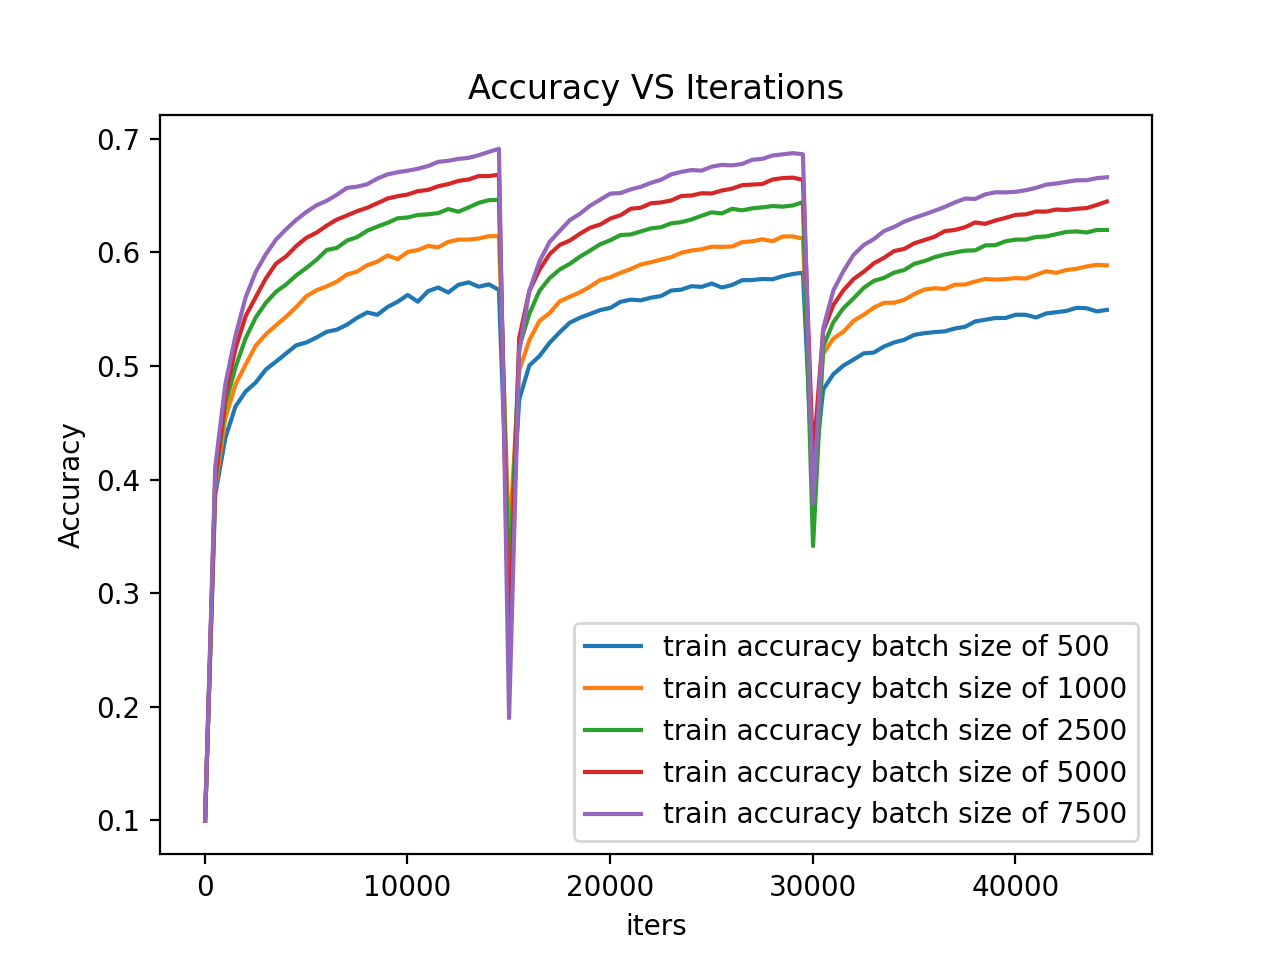 Accuracy VS Iterations
Accuracy
0.7
0.6
0.5
0.4
0.3
0.2
0.1
train accuracy batch size of 500
train accuracy batch size of 1000
train accuracy batch size of 2500
train accuracy batch size of 5000
train accuracy batch size of 7500
0 10000 20000 30000 40000
iters